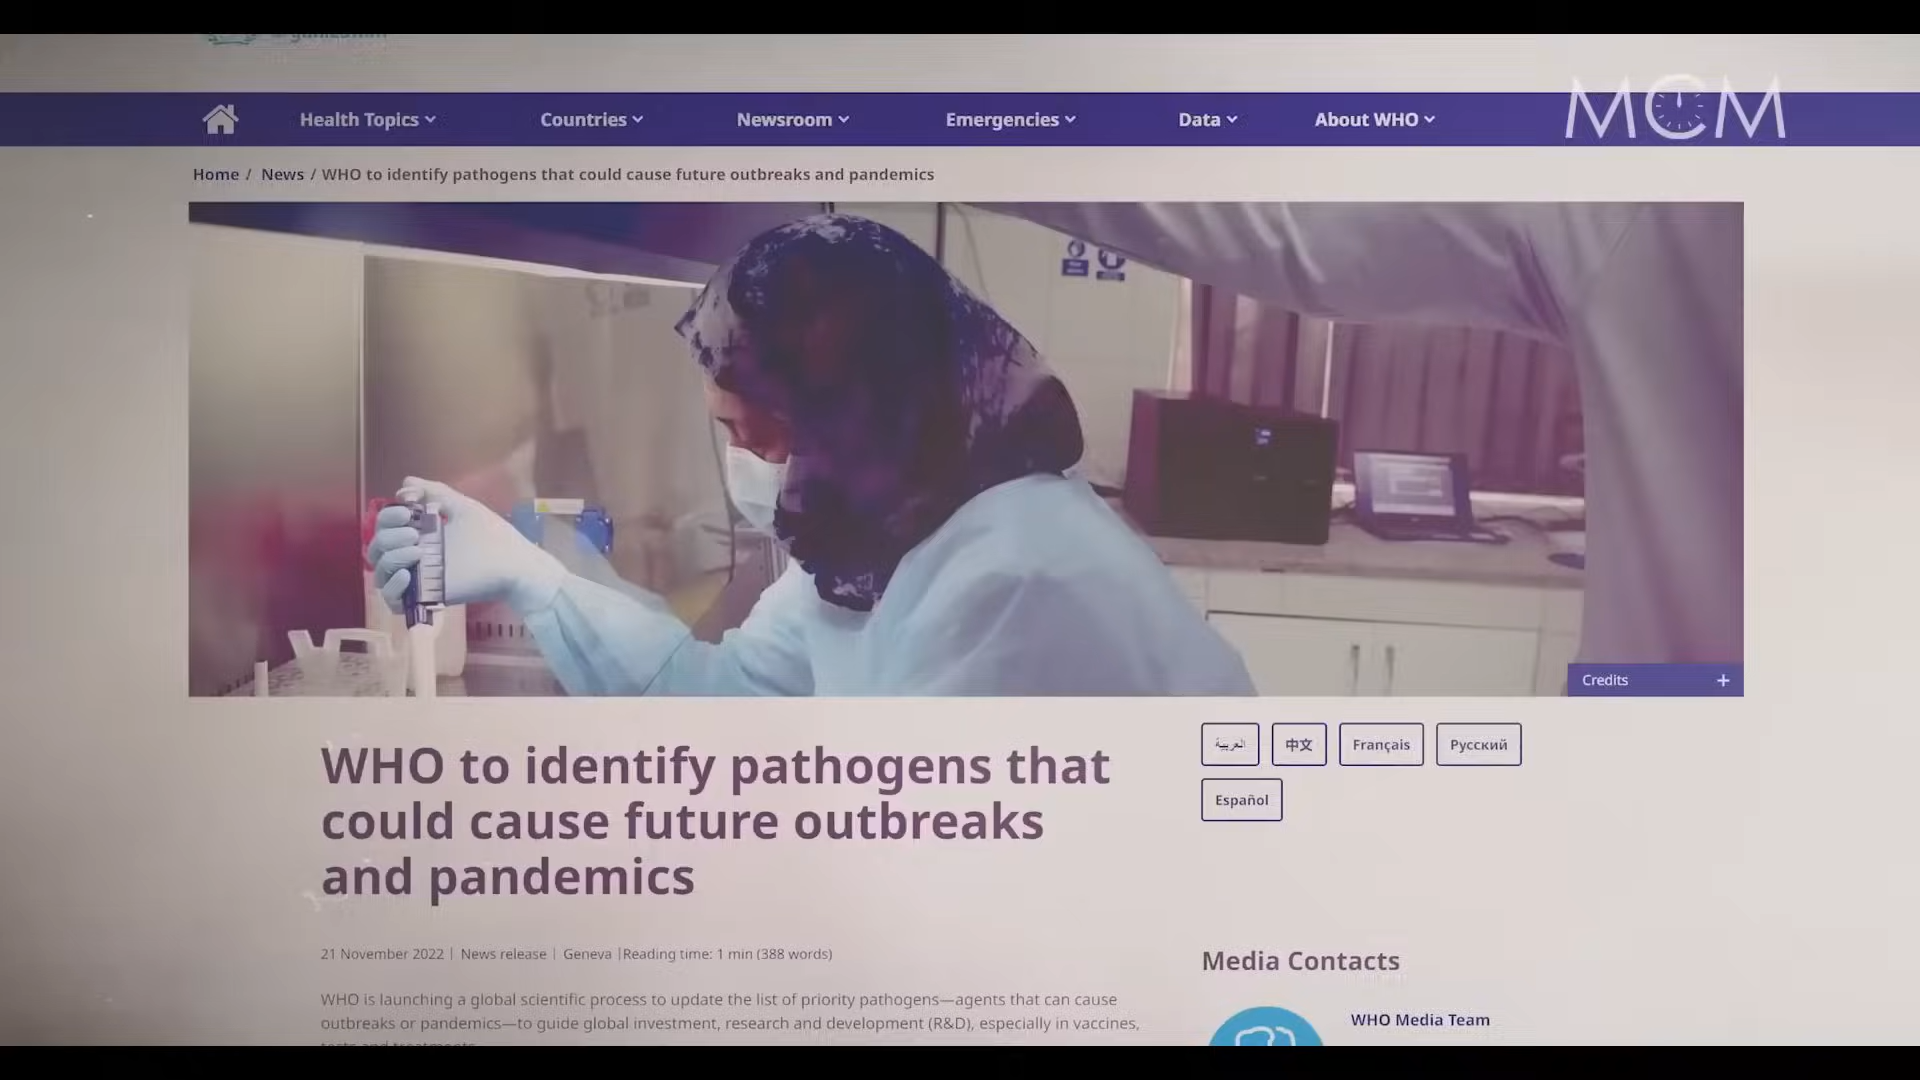 MCM
Health Topics
Countries
Newsroom
Emergencies
Data
About WHO
Home / News / WHO to identify pathogens that could cause future outbreaks and pandemics
Credits +
WHO to identify pathogens that
could cause future outbreaks
and pandemics
العربية
中文
Français
Русский
Español
21 November 2022 | News release | Geneva |Reading time: 1 min (388 words)
WHO is launching a global scientific process to update the list of priority pathogens—agents that can cause
outbreaks or pandemics—to guide global investment, research and development (R&D), especially in vaccines,
Media Contacts
WHO Media Team